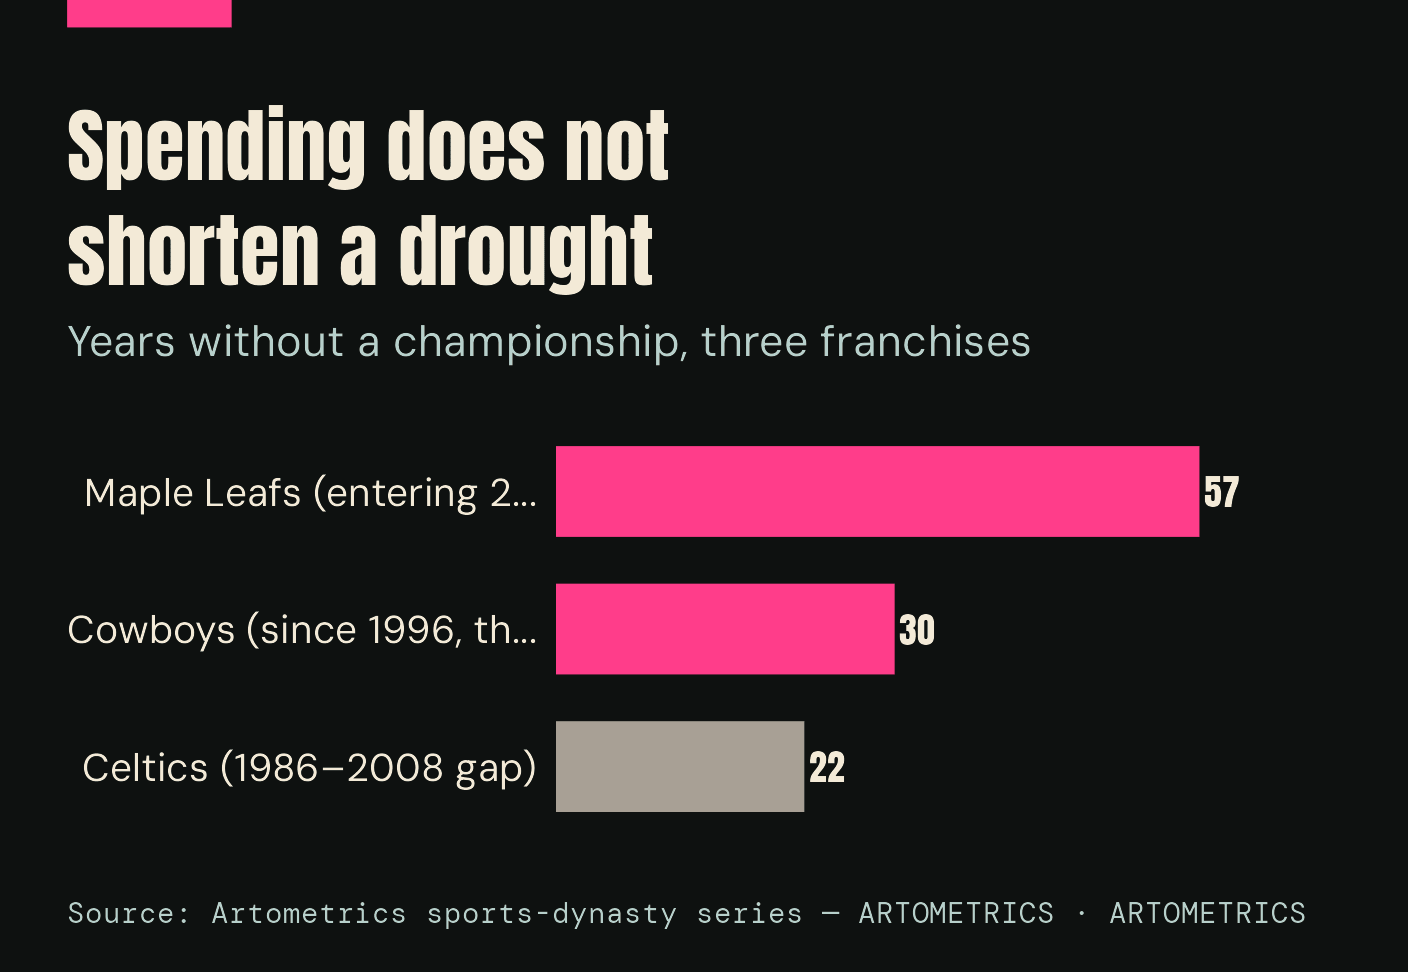 Spending does not
shorten a drought
Years without a championship, three franchises
Maple Leafs (entering 2...
57
Cowboys (since 1996, th...
30
Celtics (1986–2008 gap)
22
Source: Artometrics sports-dynasty series — ARTOMETRICS · ARTOMETRICS